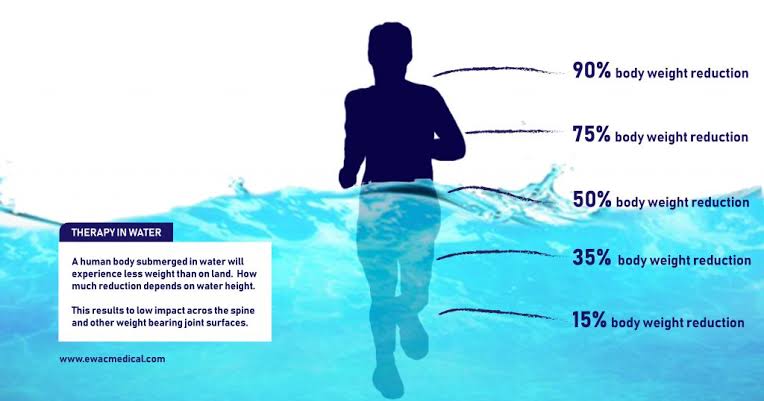 90% body weight reduction
75% body weight reduction
50% body weight reduction
THERAPY IN WATER
A human body submerged in water will
experience less weight than on land. How
much reduction depends on water height.
This results to low impact acros the spine
and other weight bearing joint surfaces.
35% body weight reduction
15% body weight reduction
www.ewacmedical.com